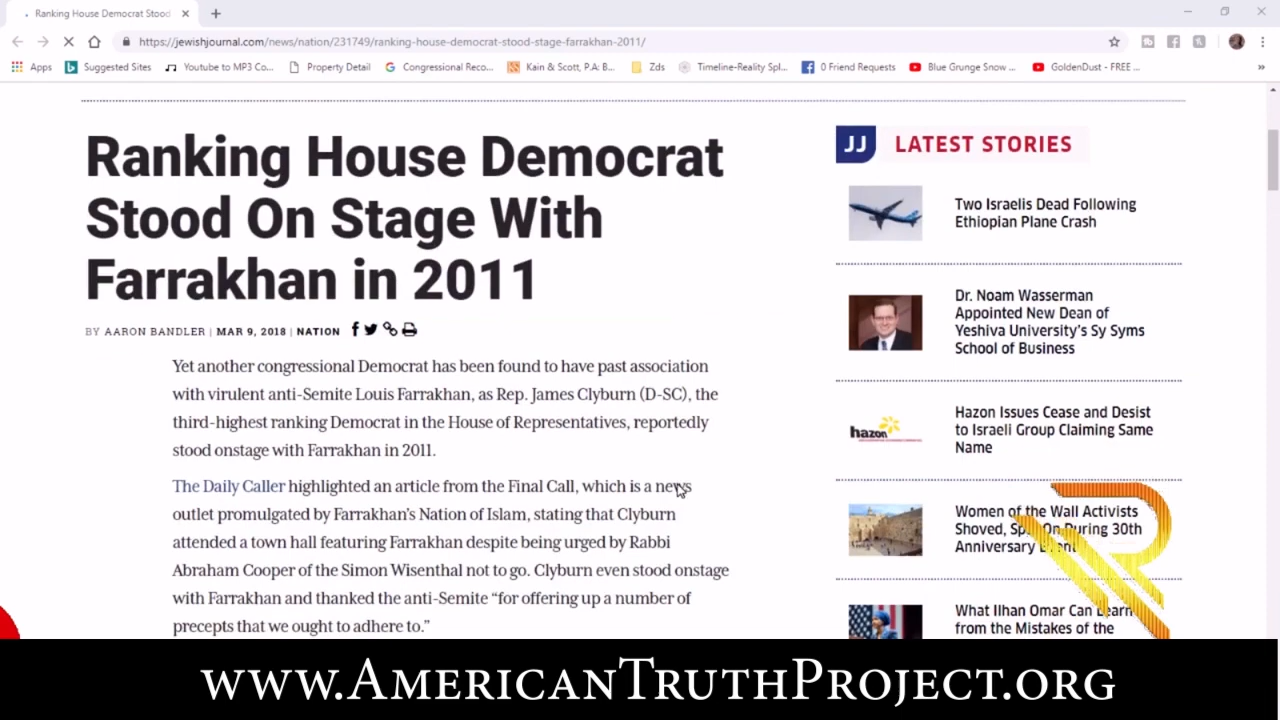 Ranking House Democrat Stood
https://jewishjournal.com/news/nation/231749/ranking-house-democrat-stood-stage-farrakhan-2011/
Apps Suggested Sites Youtube to MP3 Co... Property Detail Congressional Reco... Kain & Scott, P.A: B... Zds Timeline-Reality Spl... 0 Friend Requests Blue Grunge Snow ... GoldenDust - FREE ... »
Ranking House Democrat
Stood On Stage With
Farrakhan in 2011
BY AARON BANDLER | MAR 9, 2018 | NATION
Yet another congressional Democrat has been found to have past association
with virulent anti-Semite Louis Farrakhan, as Rep. James Clyburn (D-SC), the
third-highest ranking Democrat in the House of Representatives, reportedly
stood onstage with Farrakhan in 2011.
The Daily Caller highlighted an article from the Final Call, which is a news
outlet promulgated by Farrakhan's Nation of Islam, stating that Clyburn
attended a town hall featuring Farrakhan despite being urged by Rabbi
Abraham Cooper of the Simon Wisenthal not to go. Clyburn even stood onstage
with Farrakhan and thanked the anti-Semite “for offering up a number of
precepts that we ought to adhere to.”
JJ LATEST STORIES
Two Israelis Dead Following
Ethiopian Plane Crash
Dr. Noam Wasserman
Appointed New Dean of
Yeshiva University's Sy Syms
School of Business
hazon
Hazon Issues Cease and Desist
to Israeli Group Claiming Same
Name
Women of the Wall Activists
Shoved, On During 30th
Anniversary
What Ilhan Omar Can Learn
from the Mistakes of the
www.AmericanTruthProject.org